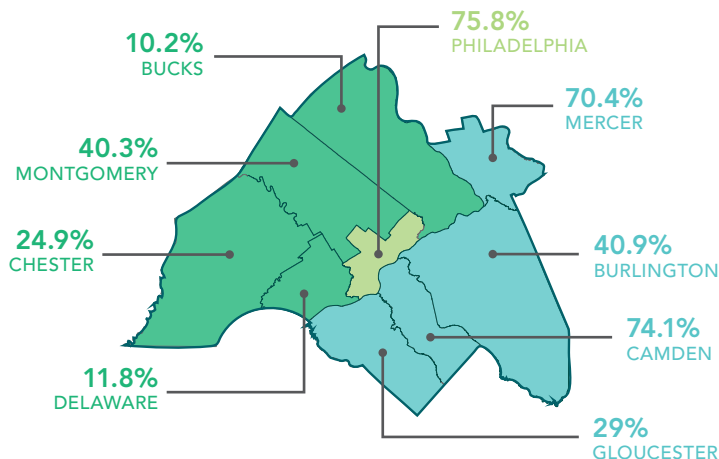 75.8%
PHILADELPHIA
10.2%
BUCKS
70.4%
MERCER
40.3%
MONTGOMERY
24.9%
CHESTER
40.9%
BURLINGTON
74.1%
CAMDEN
11.8%
DELAWARE
29%
GLOUCESTER